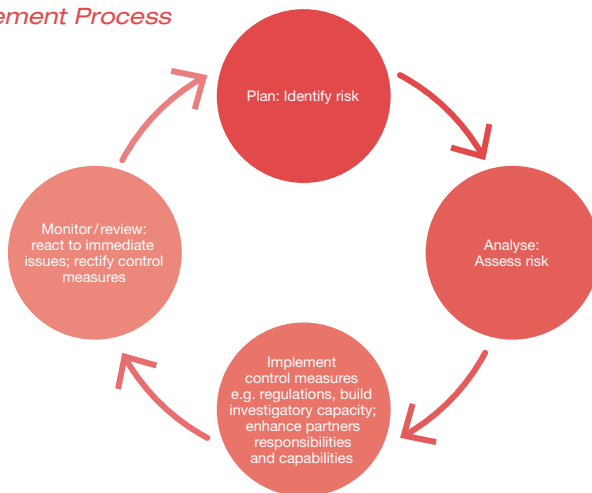 ement Process
Plan: Identify risk
Analyse:
Assess risk
Implement
control measures
e.g. regulations, build
investigatory capacity;
enhance partners
responsibilities
and capabilities
Monitor/review:
react to immediate
issues; rectify control
measures